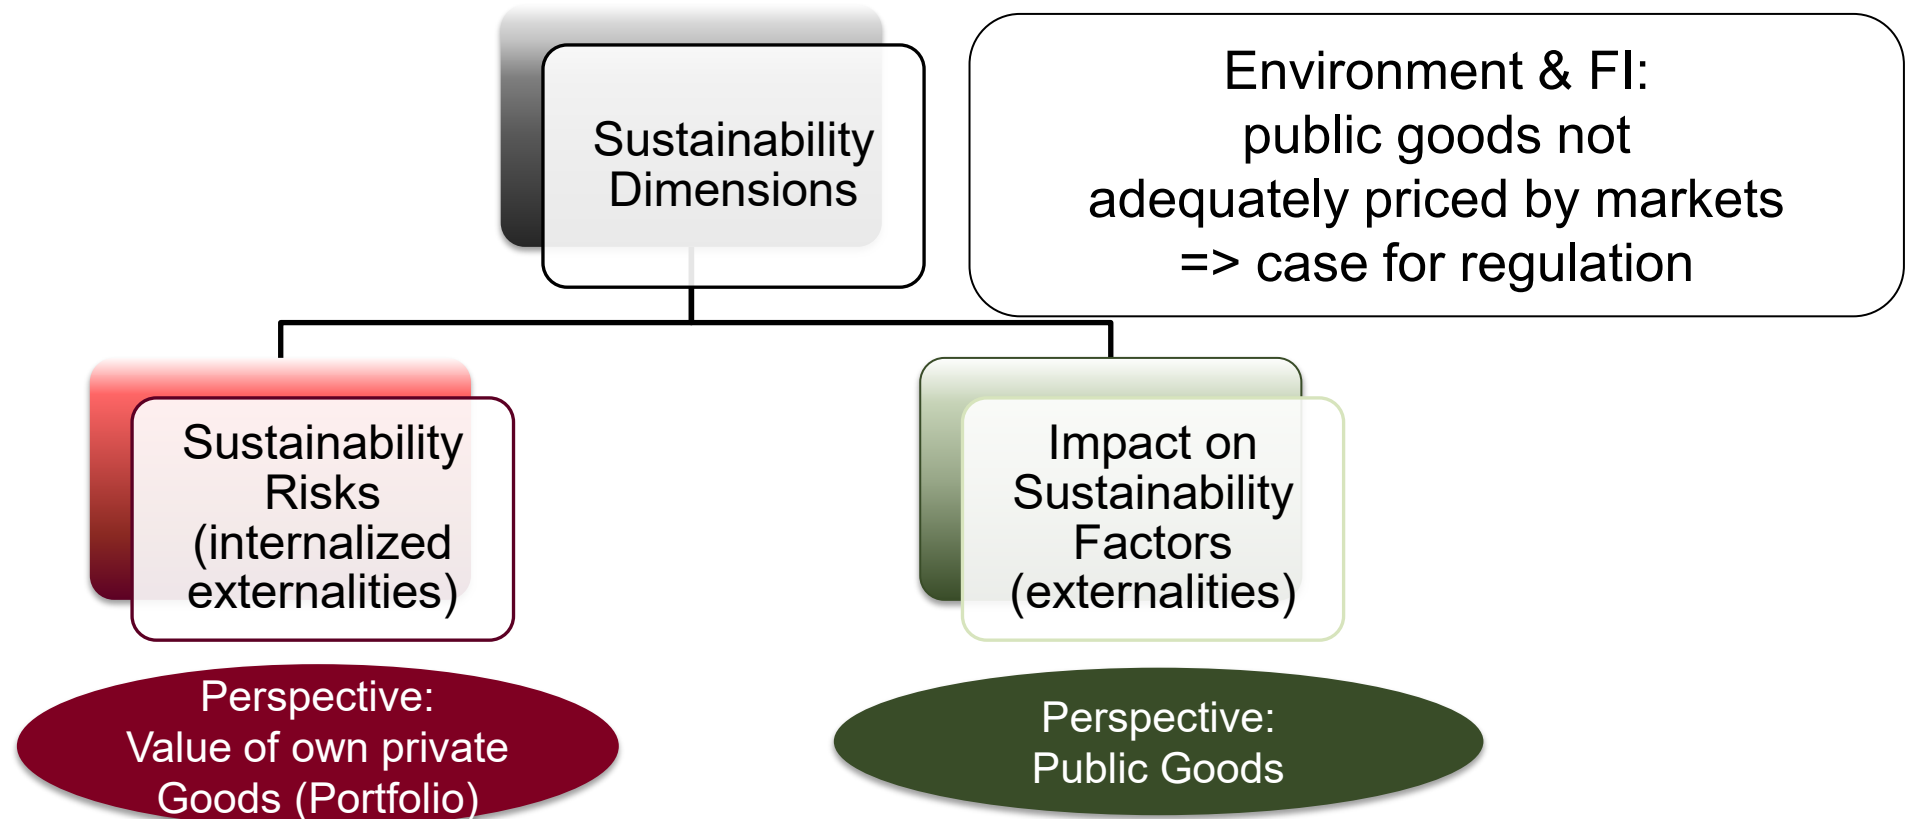 Sustainability
Dimensions
Environment & FI:
public goods not
adequately priced by markets
=> case for regulation
Sustainability
Risks
(internalized
externalities)
Impact on
Sustainability
Factors
(externalities)
Perspective:
Value of own private
Goods (Portfolio)
Perspective:
Public Goods